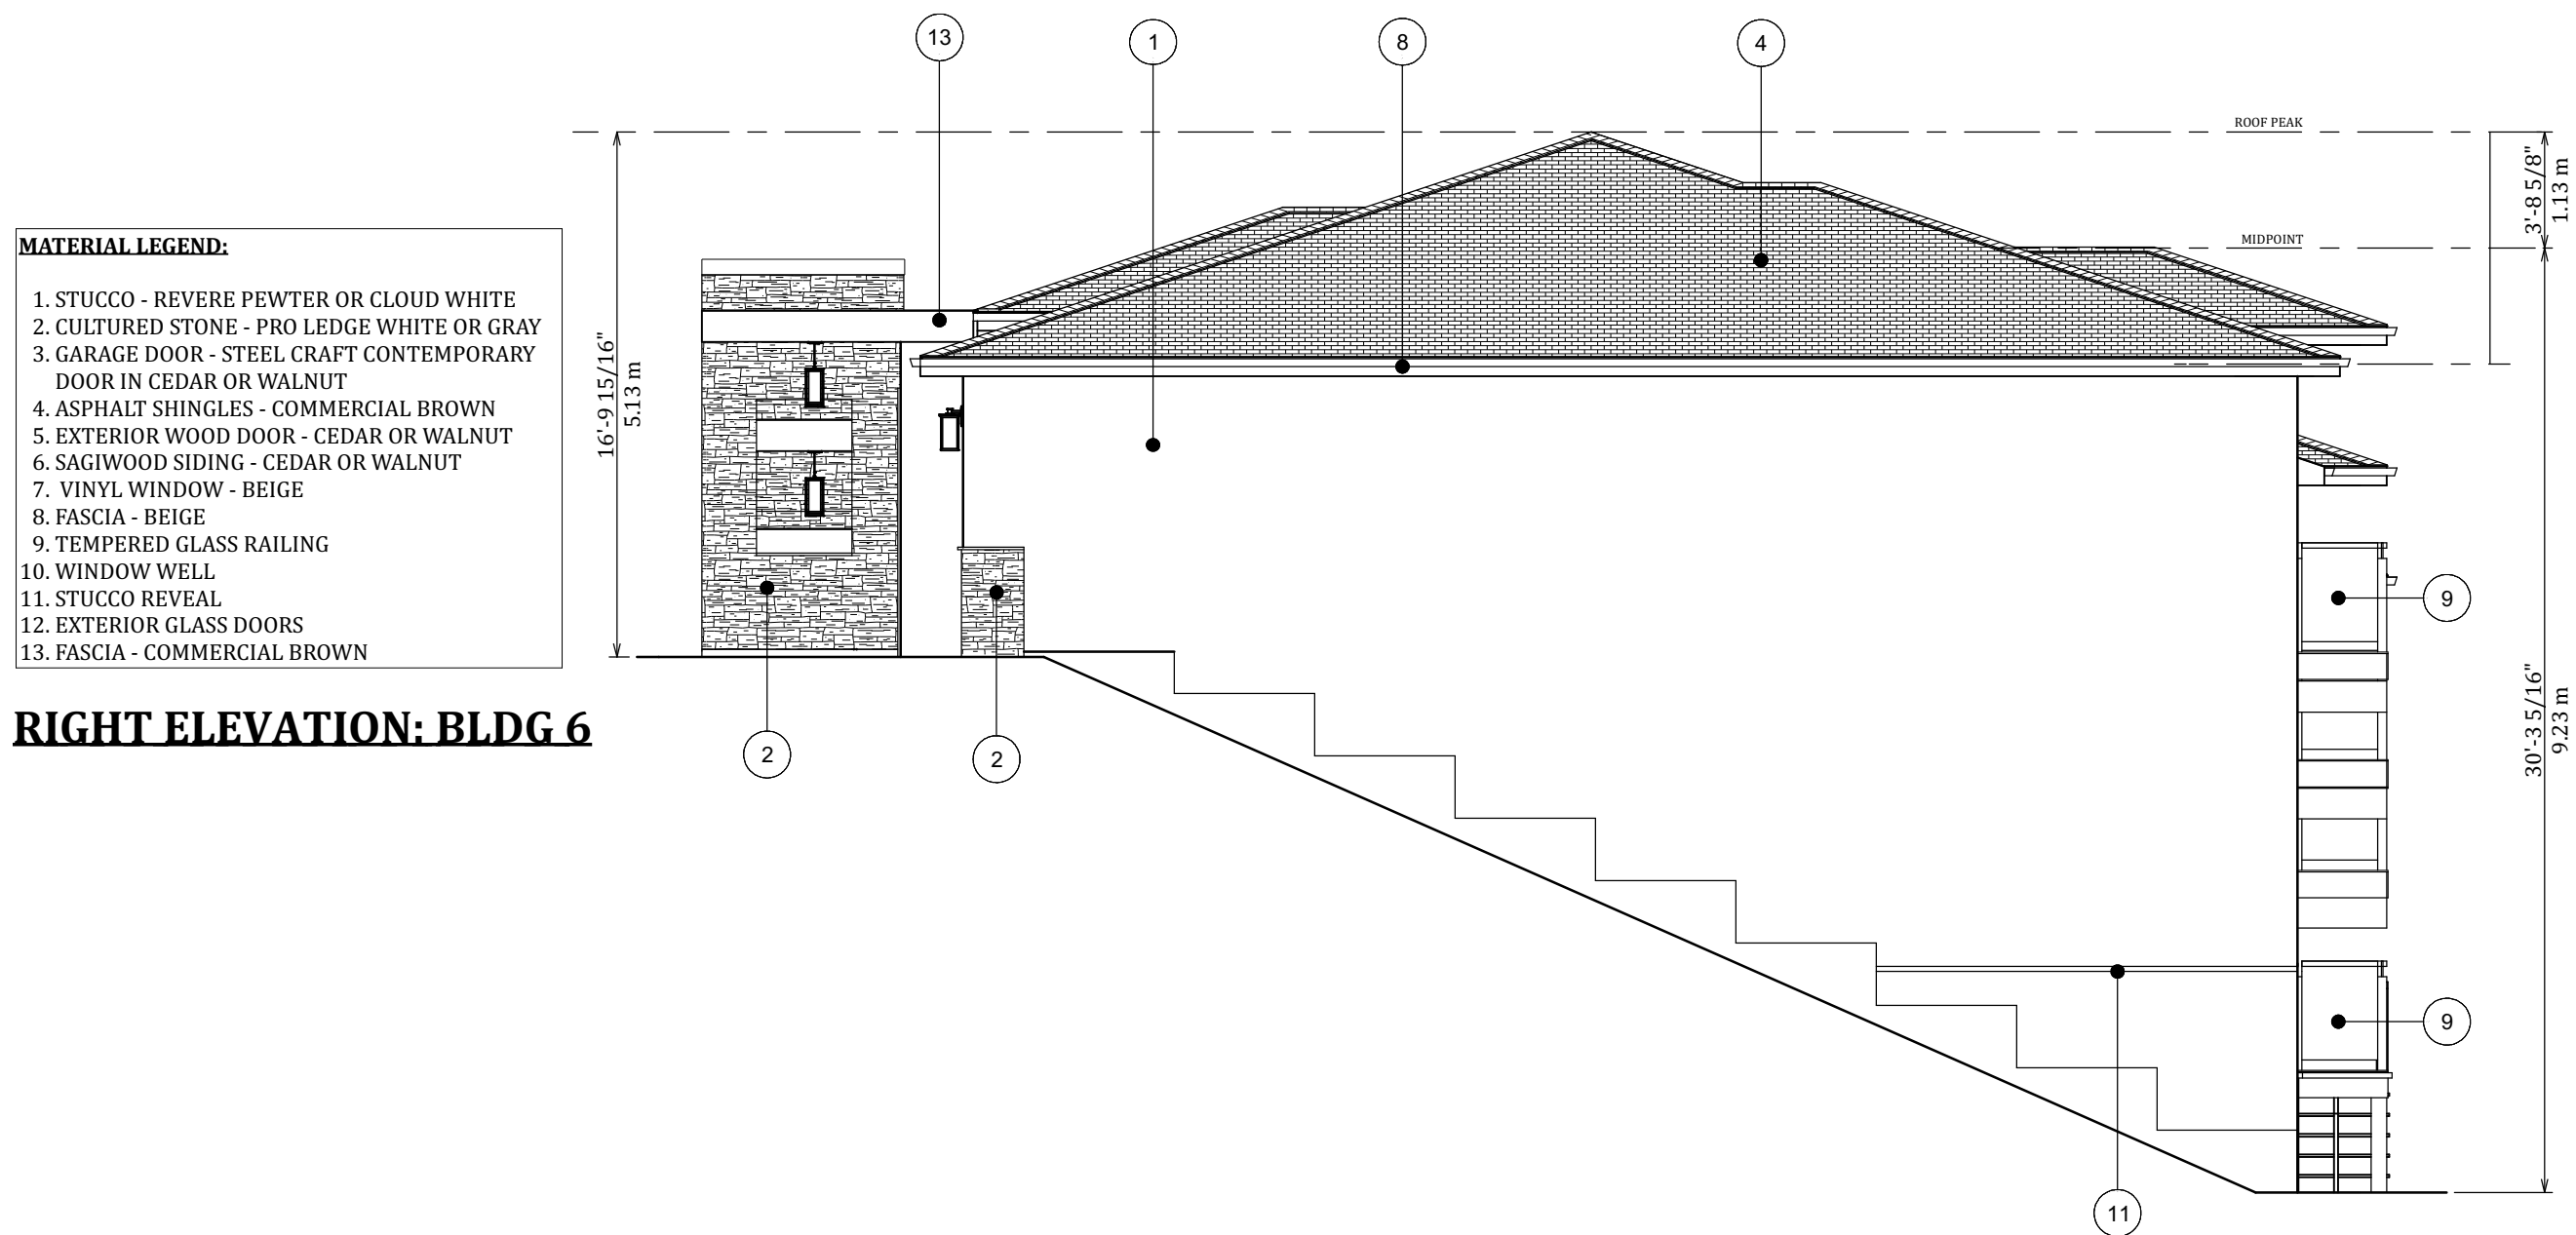 13
1
8
4
ROOF PEAK
3'-8 5/8"
1.13 m
MIDPOINT
MATERIAL LEGEND:
1. STUCCO - REVERE PEWTER OR CLOUD WHITE
2. CULTURED STONE - PRO LEDGE WHITE OR GRAY
3. GARAGE DOOR - STEEL CRAFT CONTEMPORARY
DOOR IN CEDAR OR WALNUT
4. ASPHALT SHINGLES - COMMERCIAL BROWN
5. EXTERIOR WOOD DOOR - CEDAR OR WALNUT
6. SAGIWOOD SIDING - CEDAR OR WALNUT
7. VINYL WINDOW - BEIGE
8. FASCIA - BEIGE
9. TEMPERED GLASS RAILING
10. WINDOW WELL
11. STUCCO REVEAL
12. EXTERIOR GLASS DOORS
13. FASCIA - COMMERCIAL BROWN
16'-9 15/16"
5.13 m
9
RIGHT ELEVATION: BLDG 6
2
2
30'-3 5/16"
9.23 m
9
11